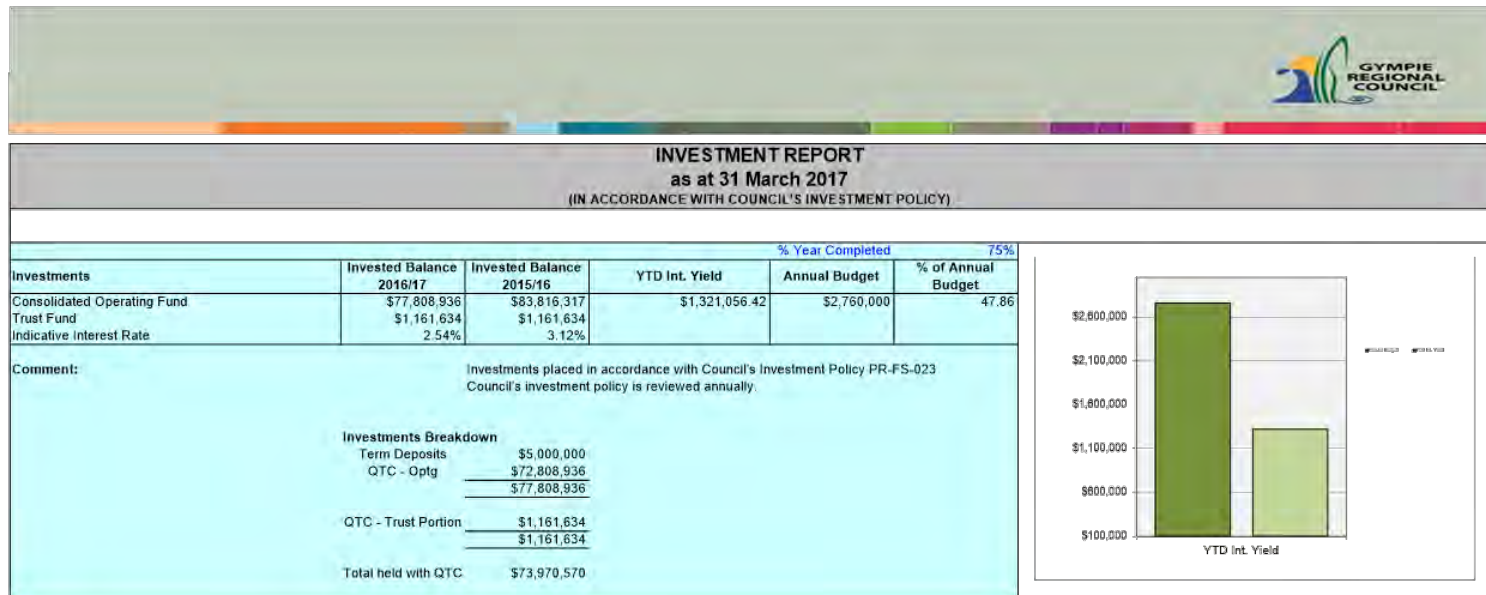 GYMPIE
REGIONAL
COUNCIL
INVESTMENT REPORT
as at 31 March 2017
(IN ACCORDANCE WITH COUNCIL'S INVESTMENT POLICY)
% Year Completed 75%
Investments Invested Balance 2016/17 Invested Balance 2015/16 YTD Int. Yield Annual Budget % of Annual Budget
Consolidated Operating Fund $77,808,936 $83,816,317 $1,321,056.42 $2,760,000 47.86
Trust Fund $1,161,634 $1,161,634
Indicative Interest Rate 2.54% 3.12%
Comment: Investments placed in accordance with Council's Investment Policy PR-FS-023
Council's investment policy is reviewed annually.
Investments Breakdown
Term Deposits $5,000,000
QTC - Optg $72,808,936
$77,808,936
QTC - Trust Portion $1,161,634
$1,161,634
Total held with QTC $73,970,570
$2,600,000
$2,100,000
$1,600,000
$1,100,000
$600,000
$100,000
YTD Int. Yield